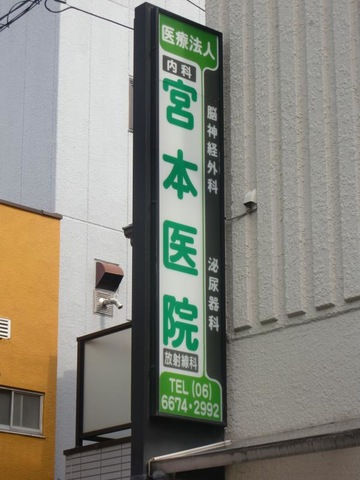 医療法人
内科
宮本医院
脳神経外科
泌尿器科
放射線科
TEL (06)
6674-2992